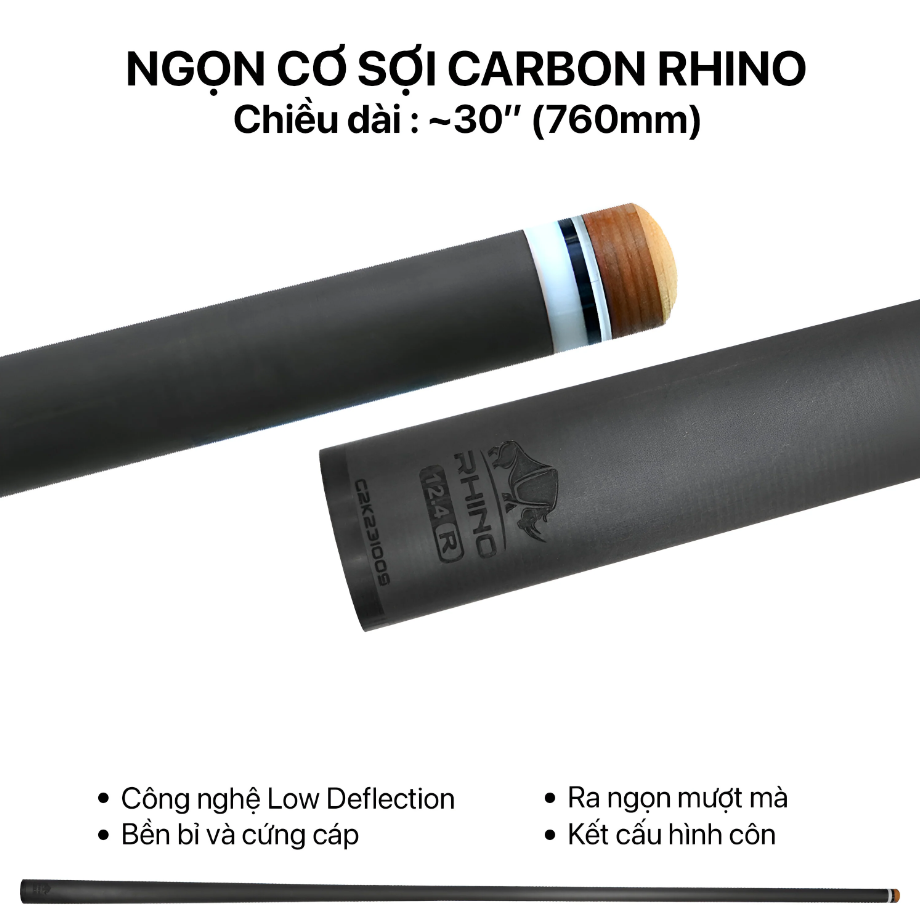 NGỌN CƠ SỢI CARBON RHINO
Chiều dài : ~30″ (760mm)
RHINO
12.4 R
C2K231009
• Công nghệ Low Deflection
• Bền bỉ và cứng cáp
• Ra ngọn mượt mà
• Kết cấu hình côn